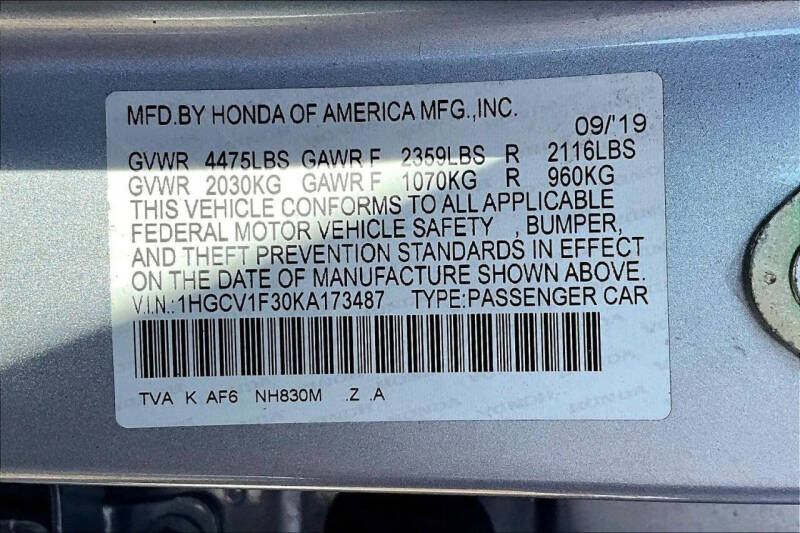 MFD.BY HONDA OF AMERICA MFG.,INC.
09/'19
GVWR 4475LBS GAWR F 2359LBS R 2116LBS
GVWR 2030KG GAWR F 1070KG R 960KG
THIS VEHICLE CONFORMS TO ALL APPLICABLE
FEDERAL MOTOR VEHICLE SAFETY , BUMPER,
AND THEFT PREVENTION STANDARDS IN EFFECT
ON THE DATE OF MANUFACTURE SHOWN ABOVE.
V.I.N.:1HGCV1F30KA173487 TYPE:PASSENGER CAR
TVA K AF6 NH830M .Z .A